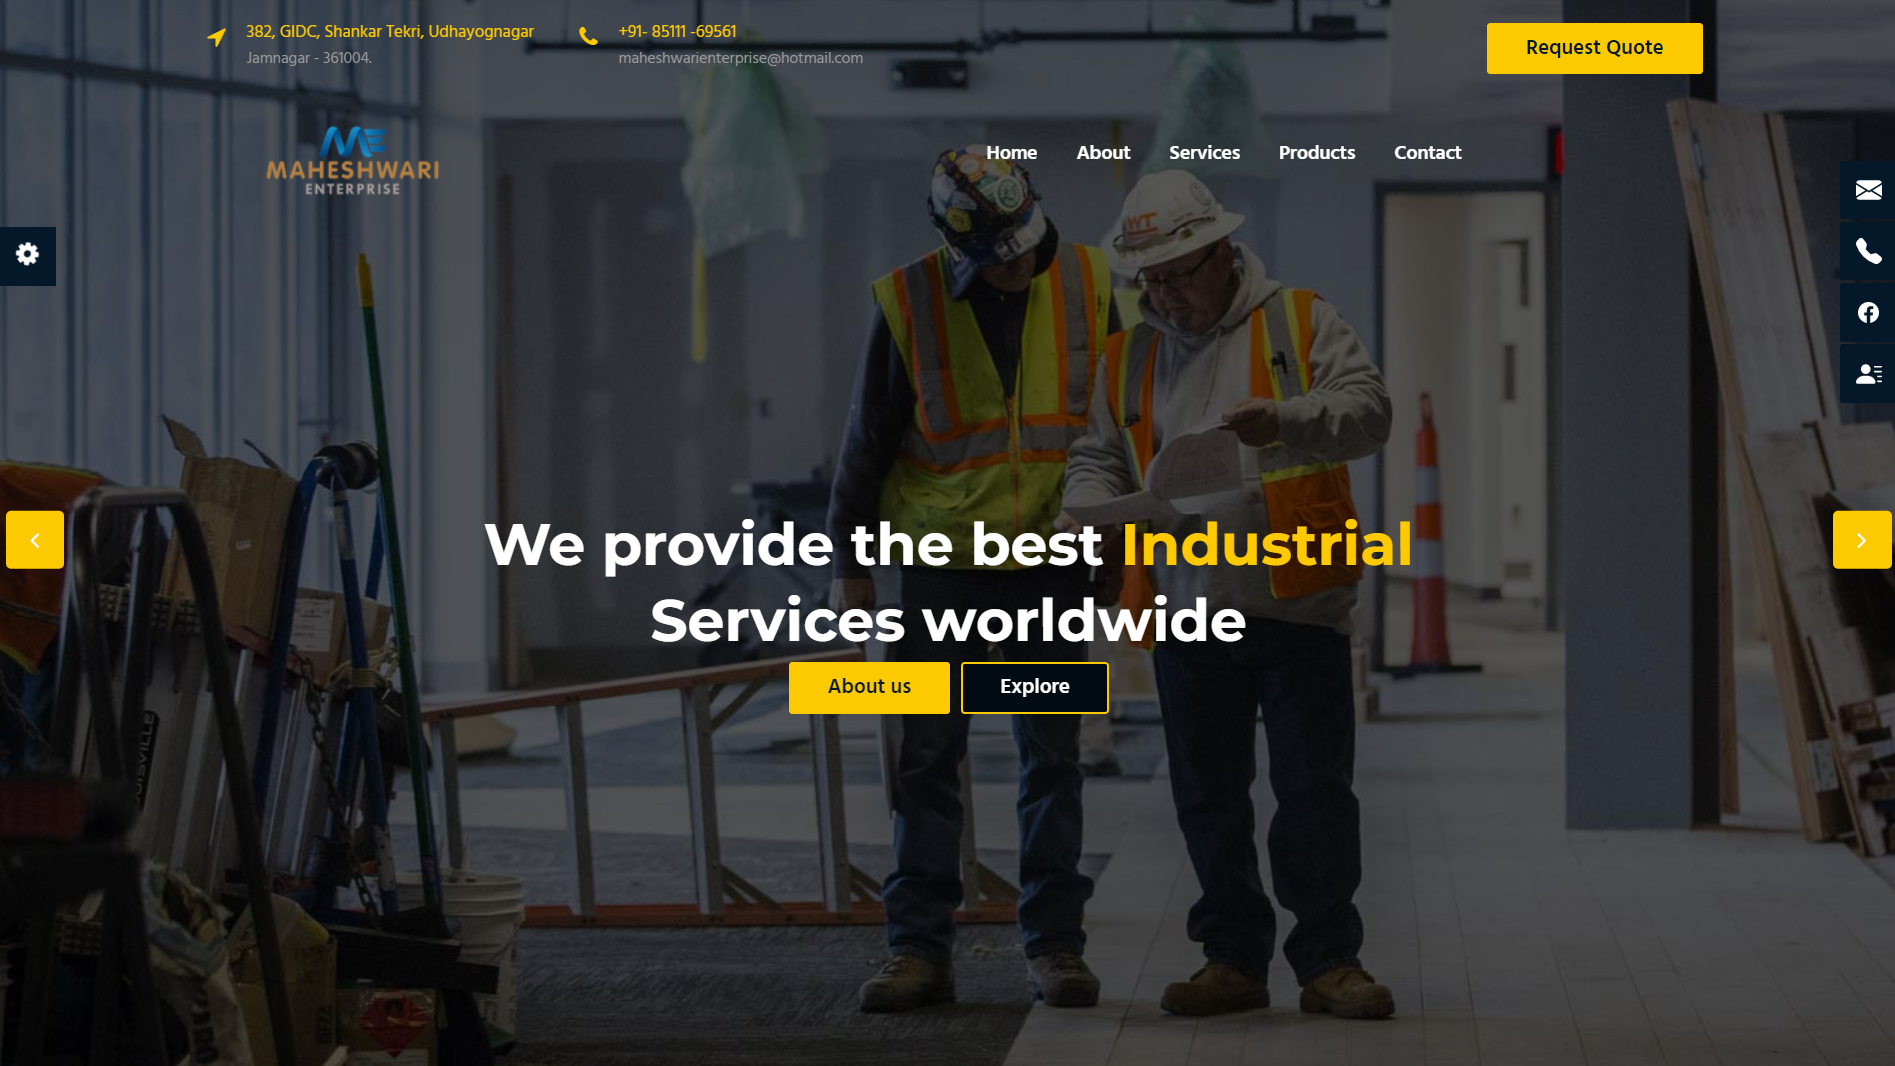 382, GIDC, Shankar Tekri, Udhayognagar
Jamnagar - 361004.
+91- 85111 -69561
maheshwarienterprise@hotmail.com
Request Quote
ME
MAHESHWARI
ENTERPRISE
Home
About
Services
Products
Contact
WT
We provide the best Industrial
Services worldwide
About us
Explore